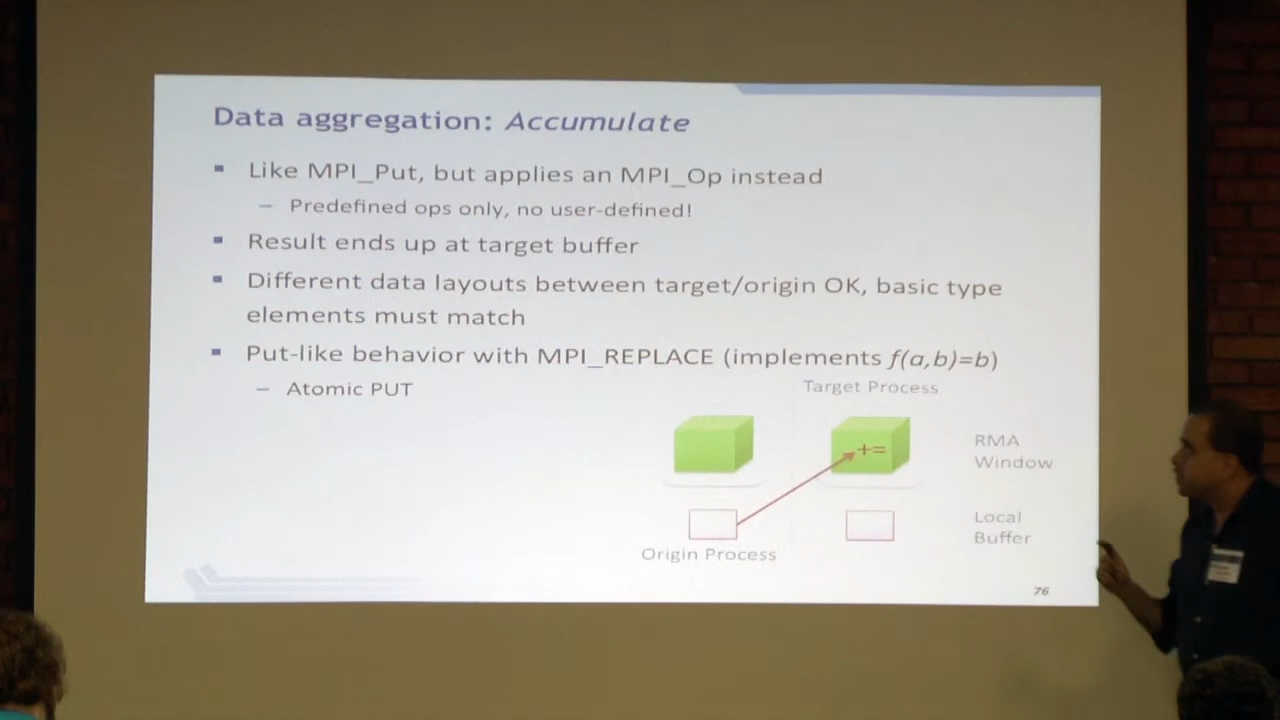 Data aggregation: Accumulate
Like MPI_Put, but applies an MPI_Op instead
– Predefined ops only, no user-defined!
Result ends up at target buffer
Different data layouts between target/origin OK, basic type
elements must match
Put-like behavior with MPI_REPLACE (implements f(a,b)=b)
– Atomic PUT
Target Process
+=
RMA
Window
Local
Buffer
Origin Process
76